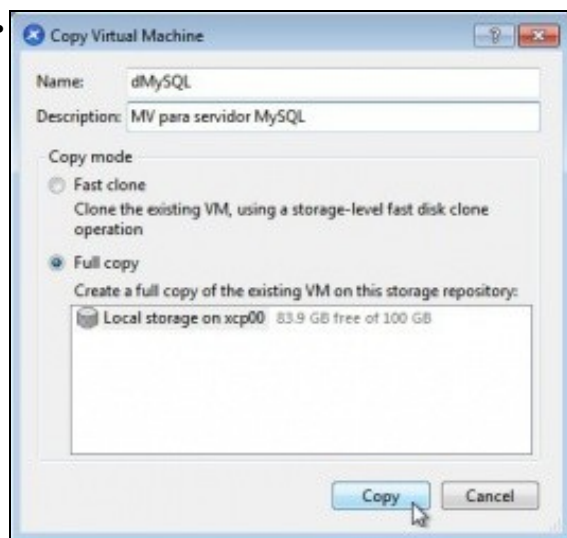 Copy Virtual Machine
Name: dMySQL
Description: MV para servidor MySQL
Copy mode
Fast clone
Clone the existing VM, using a storage-level fast disk clone
operation
Full copy
Create a full copy of the existing VM on this storage repository:
Local storage on xcp00 83.9 GB free of 100 GB
Copy Cancel